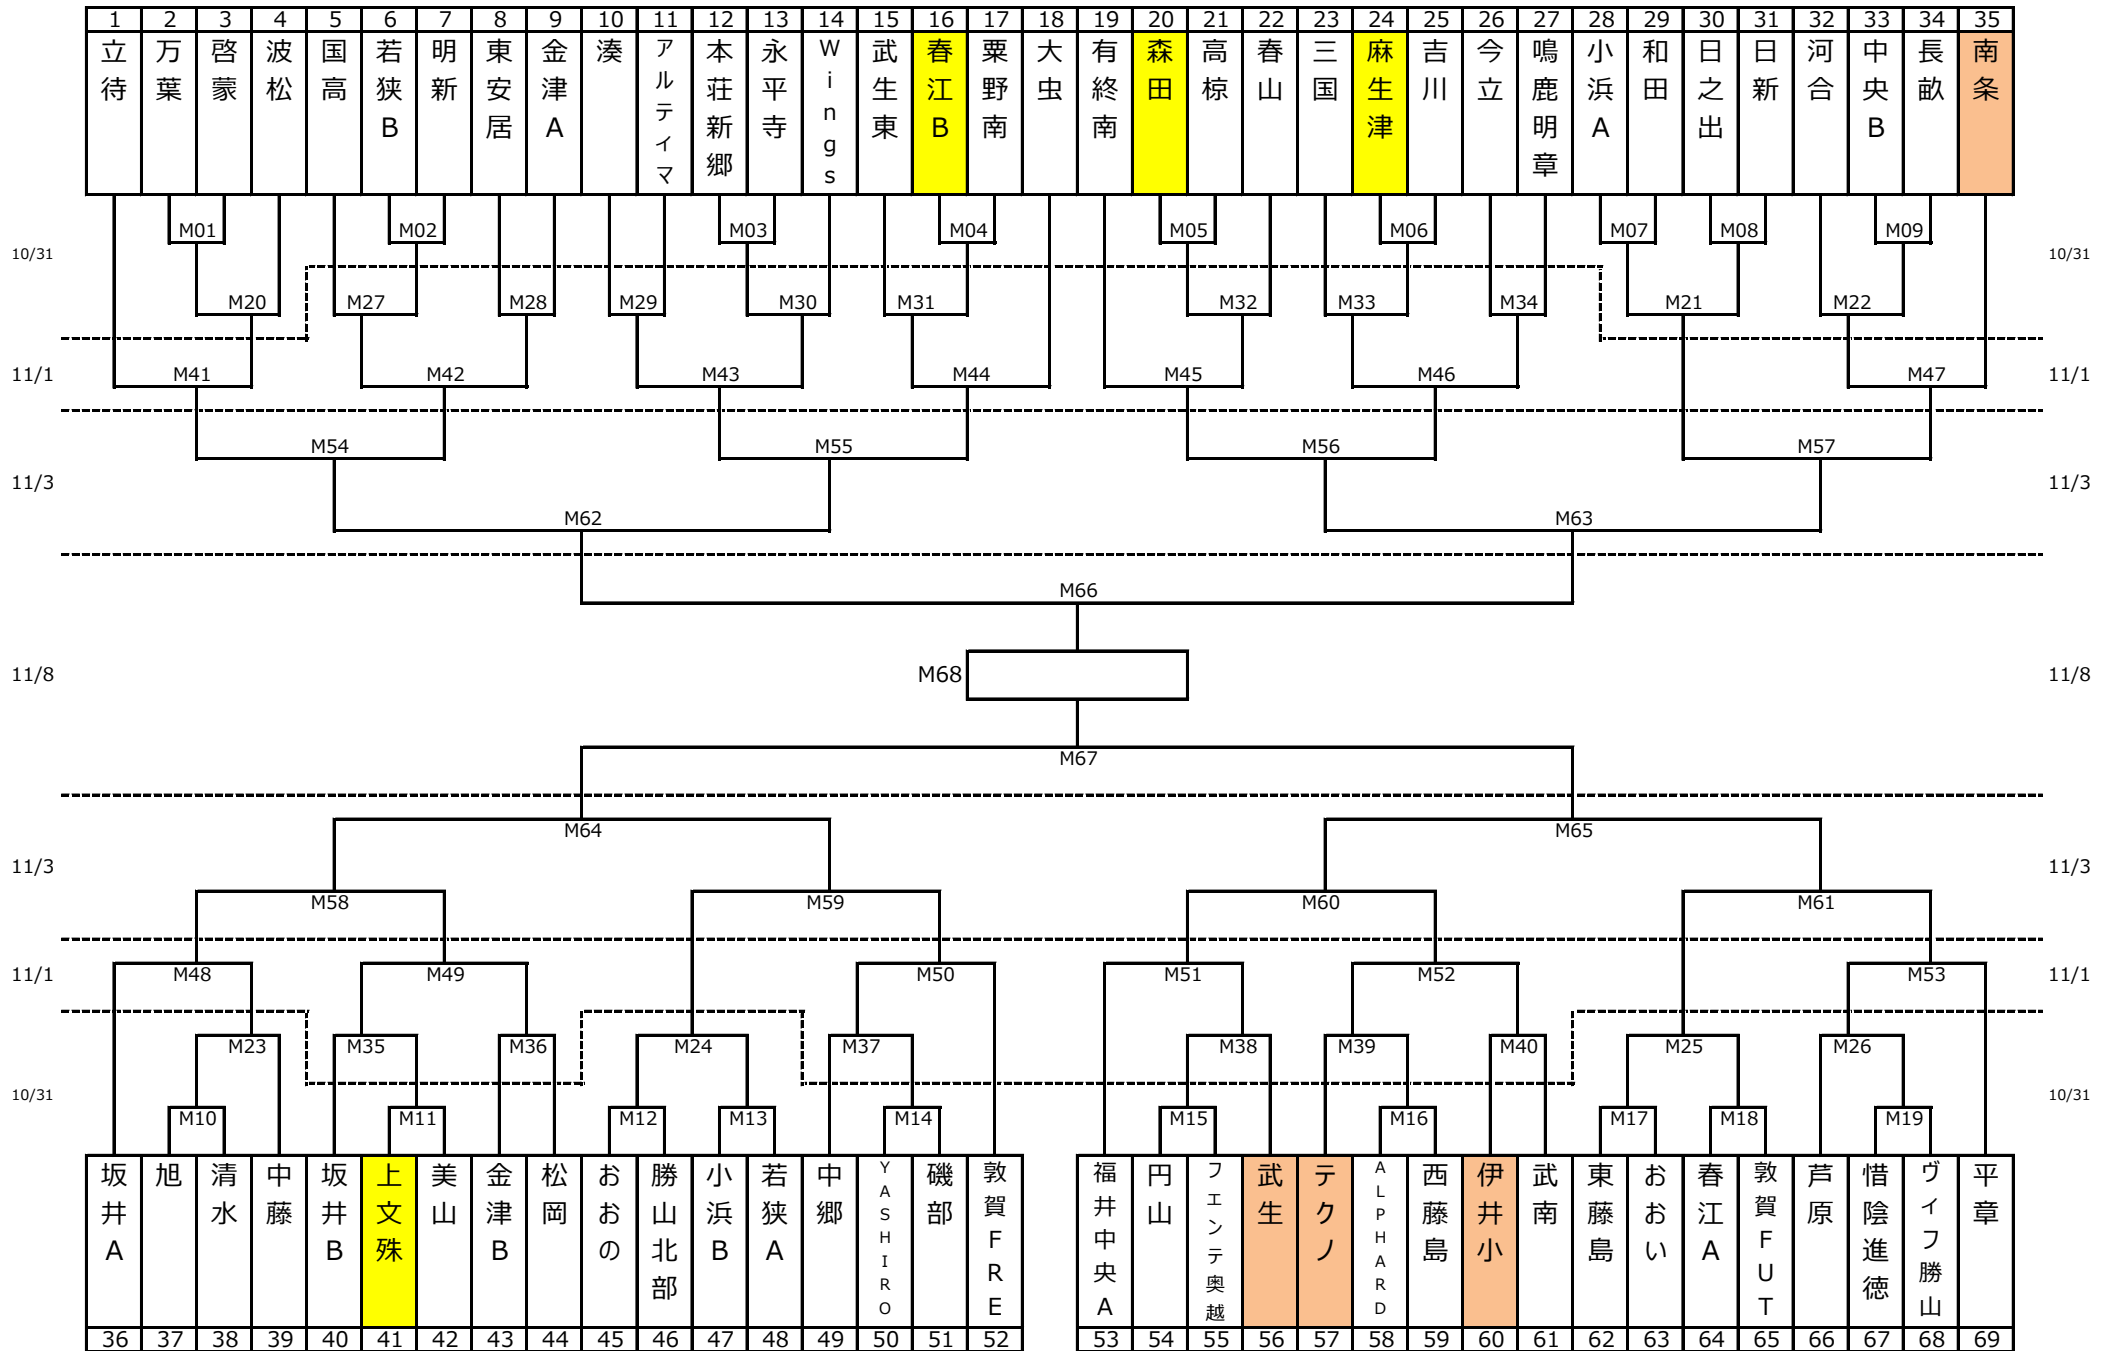 1 2 3 4 5 6 7 8 9 10 11 12 13 14 15 16 17 18 19 20 21 22 23 24 25 26 27 28 29 30 31 32 33 34 35
立待
万葉
啓蒙
波松
国高
若狭B
明新
東安居
金津A
湊
アルティマ
本荘新郷
永平寺
Wings
武生東
春江B
粟野南
大虫
有終南
森田
高椋
春山
三国
麻生津
吉川
今立
鳴鹿明章
小浜A
和田
日之出
日新
河合
中央B
長畝
南条
M01 M02 M03 M04 M05 M06 M07 M08 M09
10/31 10/31
M20 M27 M28 M29 M30 M31 M32 M33 M34 M21 M22
11/1 M41 M42 M43 M44 M45 M46 M47 11/1
M54 M55 M56 M57
11/3 11/3
M62 M63
M66
11/8 M68 11/8
M67
M64 M65
11/3 11/3
M58 M59 M60 M61
11/1 M48 M49 M50 M51 M52 M53 11/1
M23 M35 M36 M24 M37 M38 M39 M40 M25 M26
10/31 10/31
M10 M11 M12 M13 M14 M15 M16 M17 M18 M19
坂井A
旭
清水
中藤
坂井B
上文殊
美山
金津B
松岡
おおの
勝山北部
小浜B
若狭A
中郷
YASHIRO
磯部
敦賀FRE
福井中央A
円山
フエンテ奥越
武生
テクノ
ALPHARD
西藤島
伊井小
武南
東藤島
おおい
春江A
敦賀FUT
芦原
惜陰進徳
ヴィフ勝山
平章
36 37 38 39 40 41 42 43 44 45 46 47 48 49 50 51 52 53 54 55 56 57 58 59 60 61 62 63 64 65 66 67 68 69